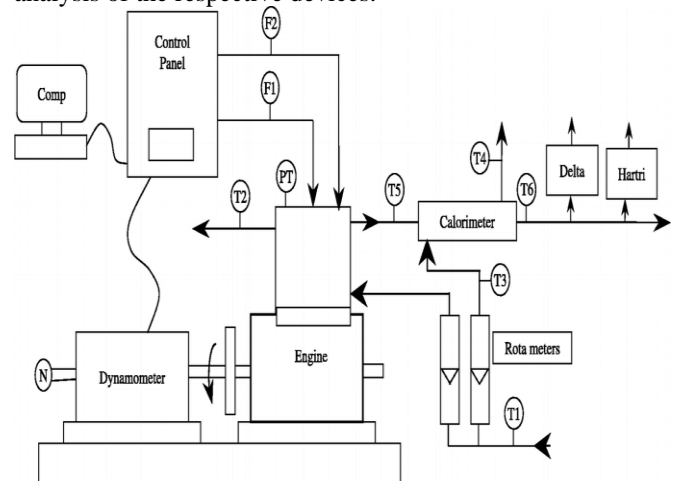 analysis of the respective devices.
F2
Control
Panel
Comp
F1
T4
Delta
Hartri
PT
T2
T5
T6
Calorimeter
T3
Engine
Rota meters
N
Dynamometer
T1